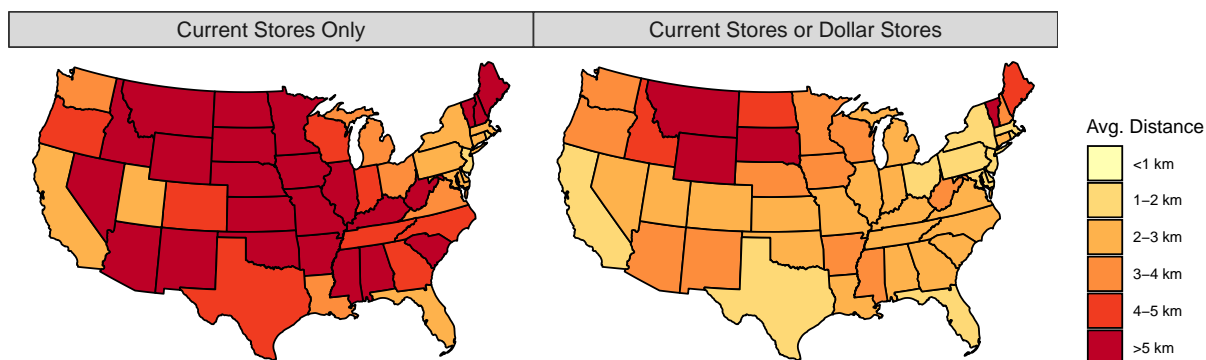 Current Stores Only
Current Stores or Dollar Stores
Avg. Distance
<1 km
1–2 km
2–3 km
3–4 km
4–5 km
>5 km